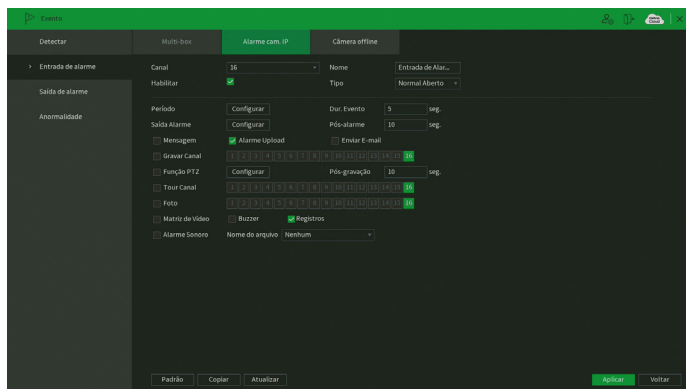 Evento
Detectar
Multi-box
Alarme cam. IP
Câmera offline
Entrada de alarme
Saída de alarme
Anormalidade
Canal 16 Nome Entrada de Alar...
Habilitar Tipo Normal Aberto
Período Configurar Dur. Evento 5 seg.
Saída Alarme Configurar Pós-alarme 10 seg.
Mensagem Alarme Upload Enviar E-mail
Gravar Canal 1 2 3 4 5 6 7 8 9 10 11 12 13 14 15 16
Função PTZ Configurar Pós-gravação 10 seg.
Tour Canal 1 2 3 4 5 6 7 8 9 10 11 12 13 14 15 16
Foto 1 2 3 4 5 6 7 8 9 10 11 12 13 14 15 16
Matriz de Vídeo Buzzer Registros
Alarme Sonoro Nome do arquivo Nenhum
Padrão Copiar Atualizar Aplicar Voltar